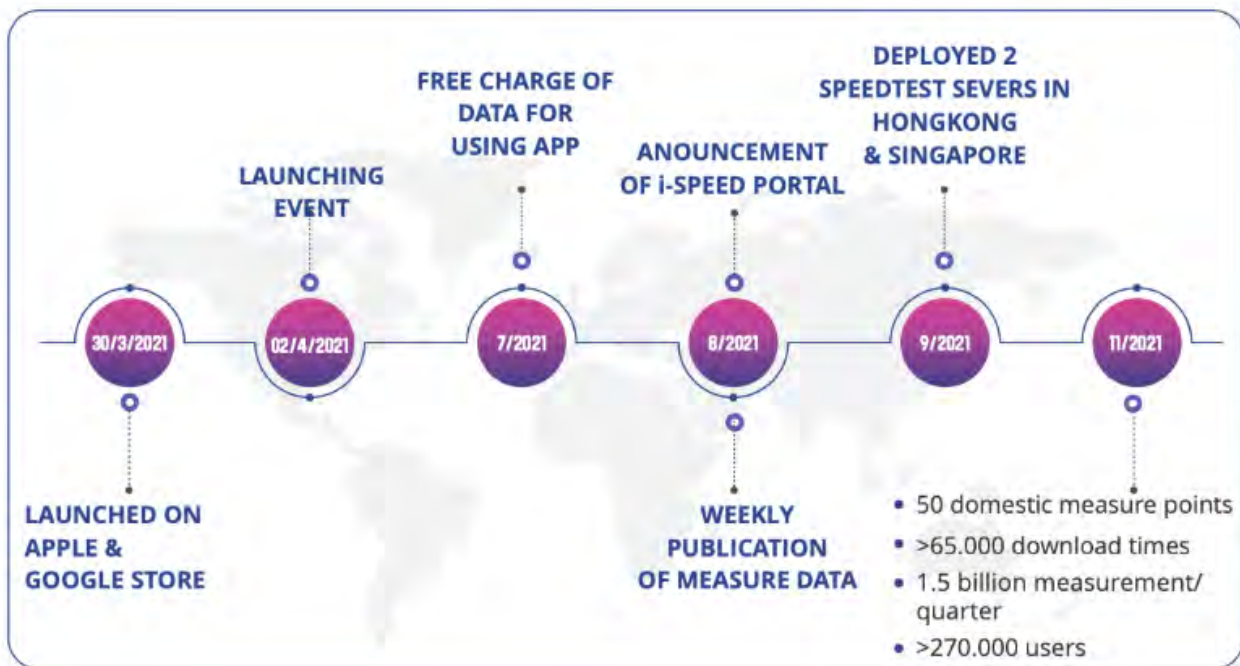 DEPLOYED 2
SPEEDTEST SEVERS IN
HONGKONG
& SINGAPORE
FREE CHARGE OF
DATA FOR
USING APP
ANOUNCEMENT
OF i-SPEED PORTAL
LAUNCHING
EVENT
30/3/2021
02/4/2021
7/2021
8/2021
9/2021
11/2021
LAUNCHED ON
APPLE &
GOOGLE STORE
WEEKLY
PUBLICATION
OF MEASURE DATA
• 50 domestic measure points
• >65.000 download times
• 1.5 billion measurement/
quarter
• >270.000 users